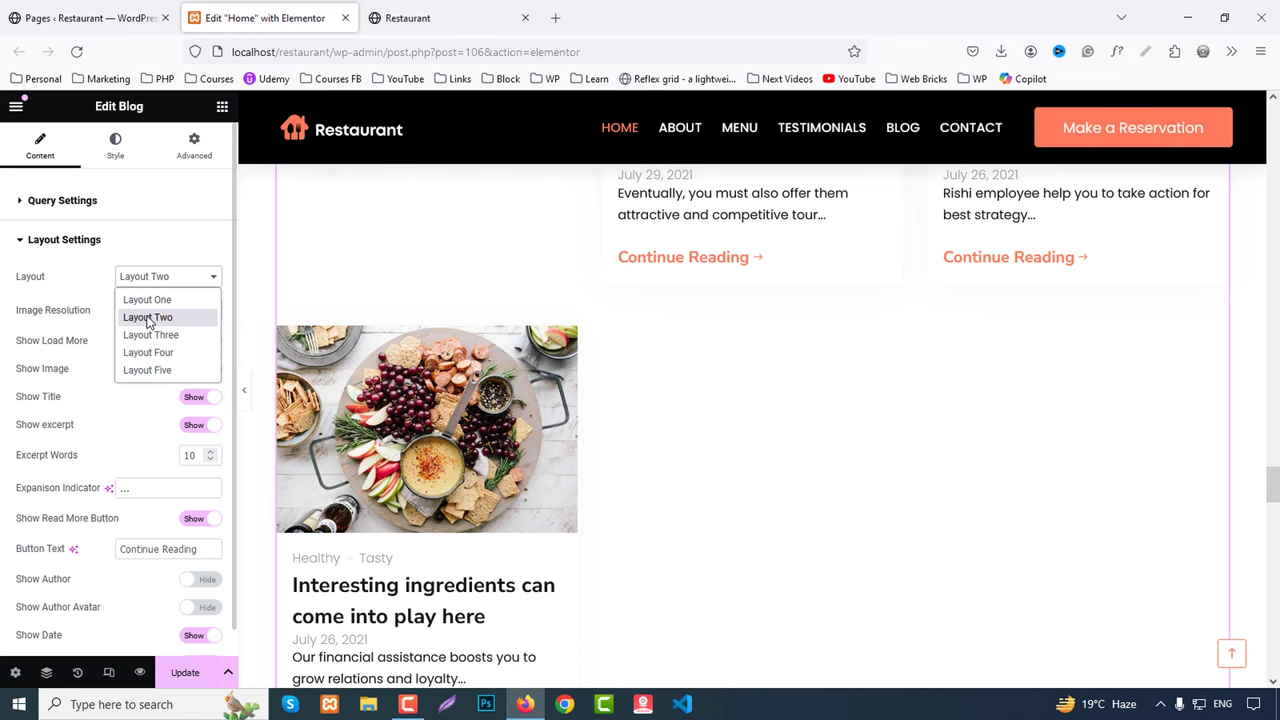 Pages ‹ Restaurant — WordPres
Edit "Home" with Elementor
Restaurant
localhost/restaurant/wp-admin/post.php?post=106&action=elementor
Personal
Marketing
PHP
Courses
Udemy
Courses FB
YouTube
Links
Block
WP
Learn
Reflex grid - a lightwei...
Next Videos
YouTube
Web Bricks
WP
Copilot
Edit Blog
Content
Style
Advanced
Query Settings
Layout Settings
Layout
Layout Two
Layout One
Layout Two
Layout Three
Layout Four
Layout Five
Image Resolution
Show Load More
Show Image
Show Title
Show
Show excerpt
Show
Excerpt Words
10
Expanison Indicator
...
Show Read More Button
Show
Button Text
Continue Reading
Show Author
Hide
Show Author Avatar
Hide
Show Date
Show
Update
Restaurant
HOME
ABOUT
MENU
TESTIMONIALS
BLOG
CONTACT
Make a Reservation
July 29, 2021
Eventually, you must also offer them
attractive and competitive tour...
Continue Reading →
July 26, 2021
Rishi employee help you to take action for
best strategy...
Continue Reading →
Healthy
Tasty
Interesting ingredients can
come into play here
July 26, 2021
Our financial assistance boosts you to
grow relations and loyalty...
Type here to search
19°C Haze
ENG